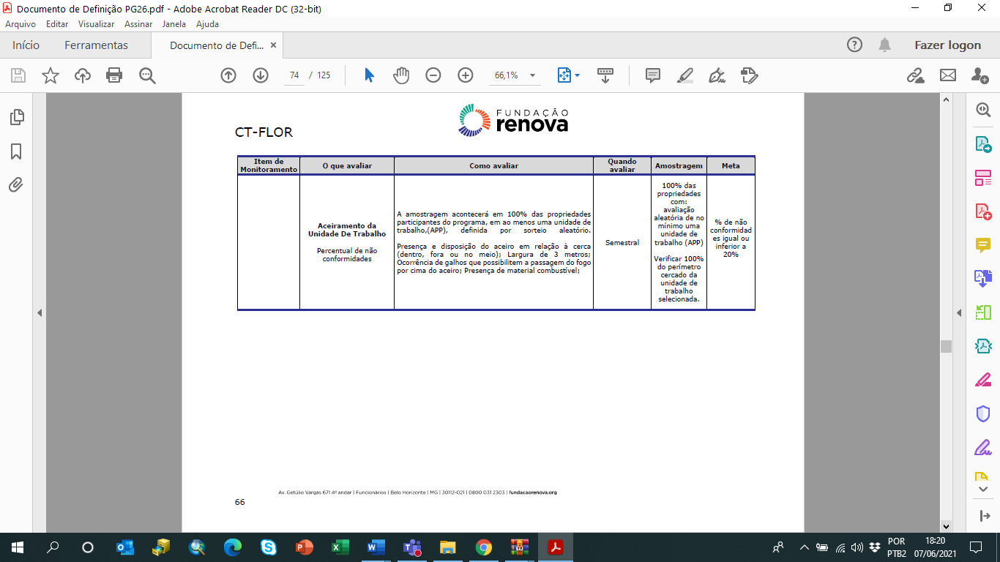 Documento de Definição PG26.pdf - Adobe Acrobat Reader DC (32-bit)
Arquivo Editar Visualizar Assinar Janela Ajuda
Início Ferramentas Documento de Defi... × ? Fazer logon
74 / 125 66,1%
CT-FLOR
FUNDAÇÃO
renova
Item de
Monitoramento
O que avaliar
Como avaliar
Quando
avaliar
Amostragem
Meta
Aceiramento da
Unidade De Trabalho
Percentual de não
conformidades
A amostragem acontecerá em 100% das propriedades
participantes do programa, em ao menos uma unidade de
trabalho,(APP), definida por sorteio aleatório.
Presença e disposição do aceiro em relação à cerca
(dentro, fora ou no meio); Largura de 3 metros;
Ocorrência de galhos que possibilitem a passagem do fogo
por cima do aceiro; Presença de material combustível;
Semestral
100% das
propriedades
com:
avaliação
aleatória de no
mínimo uma
unidade de
trabalho (APP)
Verificar 100%
do perímetro
cercado da
unidade de
trabalho
selecionada.
% de não
conformidad
es igual ou
inferior a
20%
Av. Getúlio Vargas 671 4º andar | Funcionários | Belo Horizonte | MG | 30112-021 | 0800 031 2303 | fundacaorenova.org
66
POR
PTB2
18:20
07/06/2021